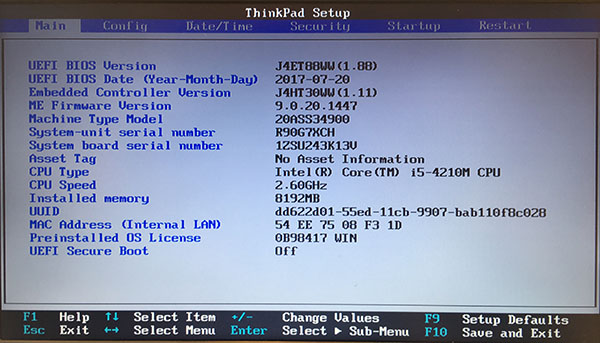 ThinkPad Setup
Main Config Date/Time Security Startup Restart
UEFI BIOS Version J4ET88WW(1.88)
UEFI BIOS Date (Year-Month-Day) 2017-07-20
Embedded Controller Version J4HT30WW(1.11)
ME Firmware Version 9.0.20.1447
Machine Type Model 20ASS34900
System-unit serial number R90G7XCH
System board serial number 1ZSU243K13V
Asset Tag No Asset Information
CPU Type Intel(R) Core(TM) i5-4210M CPU
CPU Speed 2.60GHz
Installed memory 8192MB
UUID dd622d01-55ed-11cb-9907-bab110f8c028
MAC Address (Internal LAN) 54 EE 75 08 F3 1D
Preinstalled OS License 0B98417 WIN
UEFI Secure Boot Off
F1 Help ↑↓ Select Item +/- Change Values F9 Setup Defaults
Esc Exit ↔ Select Menu Enter Select ▶ Sub-Menu F10 Save and Exit